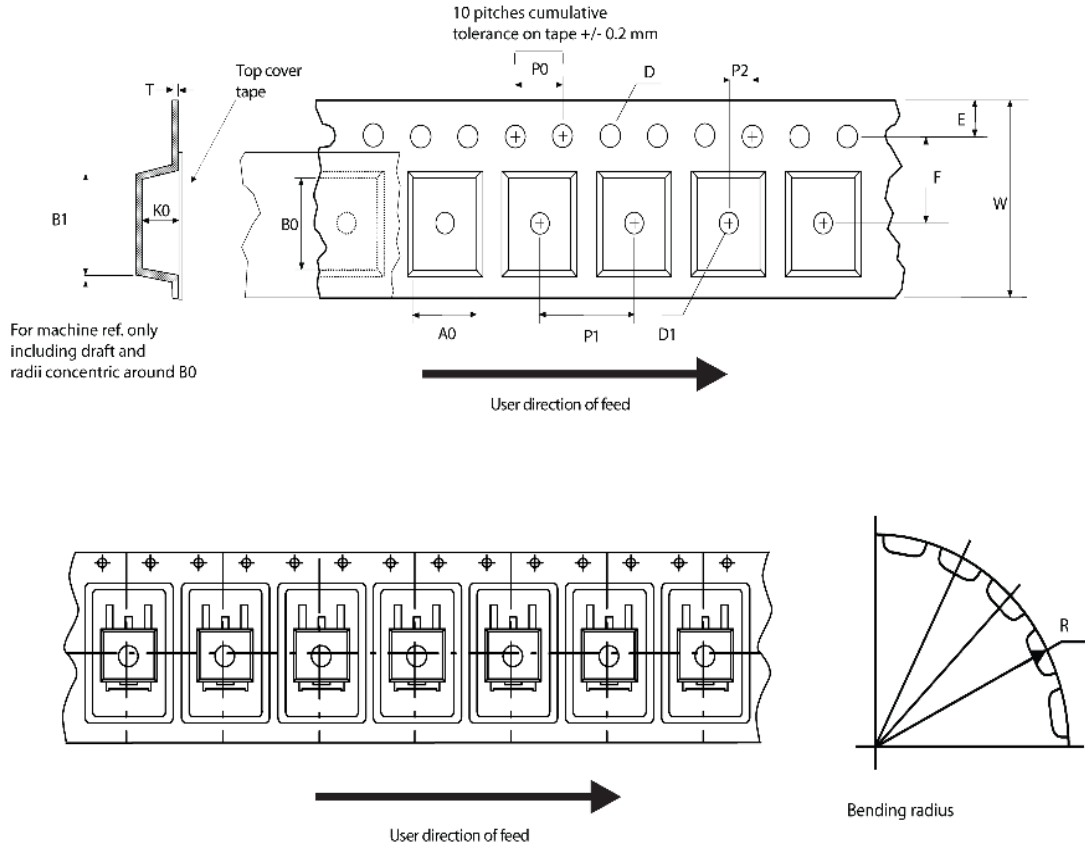 10 pitches cumulative
tolerance on tape +/- 0.2 mm
P0
D
P2
T
Top cover
tape
E
F
W
B1
K0
B0
A0
P1
D1
For machine ref. only
including draft and
radii concentric around B0
User direction of feed
R
User direction of feed
Bending radius